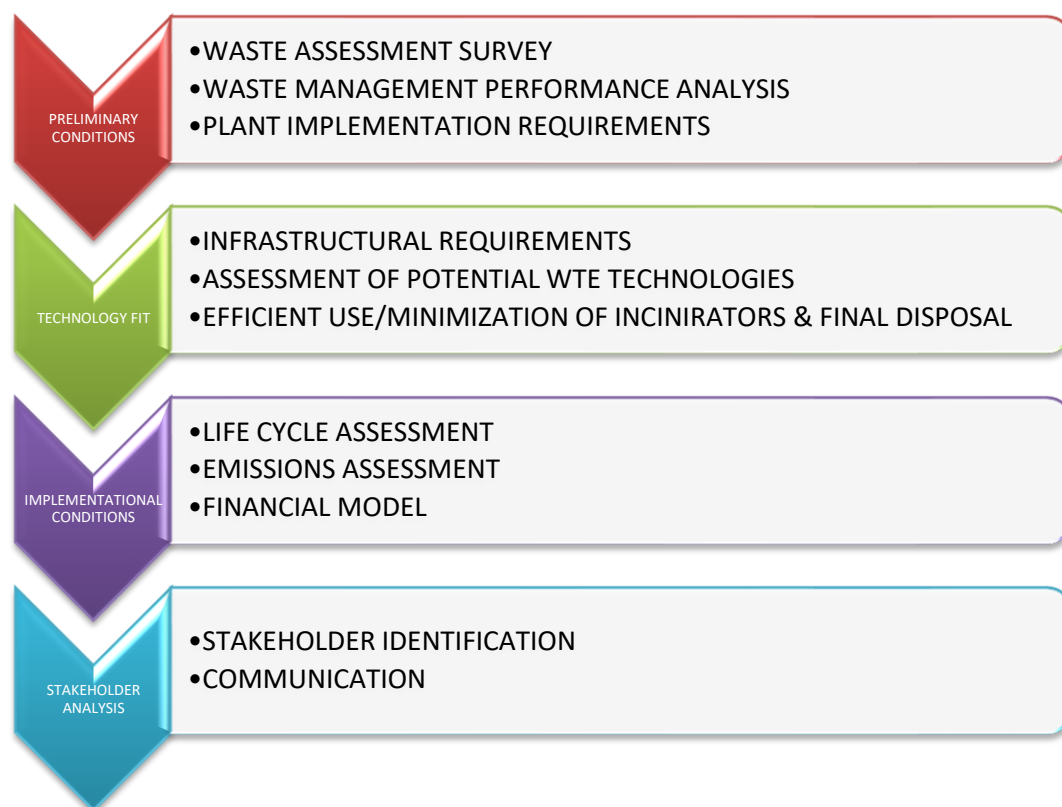 PRELIMINARY
CONDITIONS
•WASTE ASSESSMENT SURVEY
•WASTE MANAGEMENT PERFORMANCE ANALYSIS
•PLANT IMPLEMENTATION REQUIREMENTS
TECHNOLOGY FIT
•INFRASTRUCTURAL REQUIREMENTS
•ASSESSMENT OF POTENTIAL WTE TECHNOLOGIES
•EFFICIENT USE/MINIMIZATION OF INCINIRATORS & FINAL DISPOSAL
IMPLEMENTATIONAL
CONDITIONS
•LIFE CYCLE ASSESSMENT
•EMISSIONS ASSESSMENT
•FINANCIAL MODEL
STAKEHOLDER
ANALYSIS
•STAKEHOLDER IDENTIFICATION
•COMMUNICATION